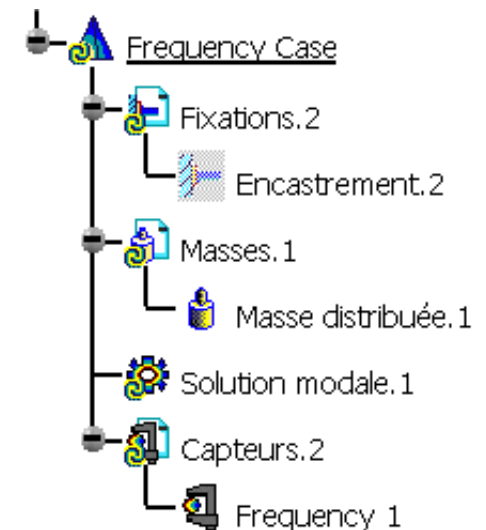 Frequency Case
Fixations.2
Encastrement.2
Masses.1
Masse distribuée.1
Solution modale.1
Capteurs.2
Frequency 1